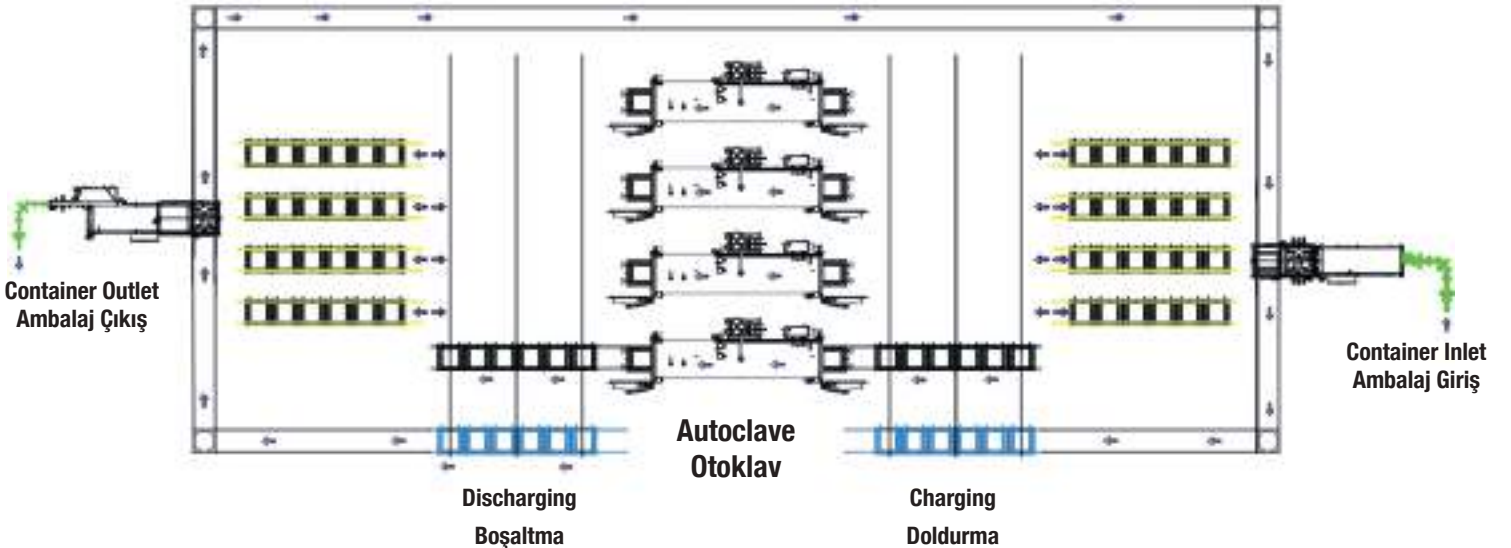 Container Outlet
Ambalaj Çıkış
Container Inlet
Ambalaj Giriş
Autoclave
Otoklav
Discharging
Boşaltma
Charging
Doldurma